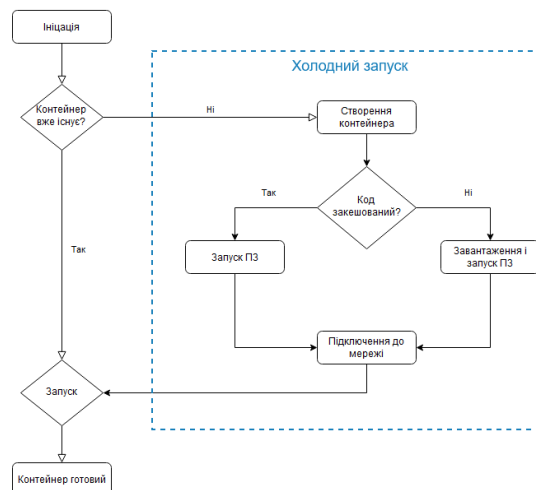 Ініцація
Холодний запуск
Контейнер
вже існує?
Ні
Створення
контейнера
Так
Код
закешований?
Ні
Так
Запуск ПЗ
Завантаження і
запуск ПЗ
Підключення до
мережі
Запуск
Контейнер готовий